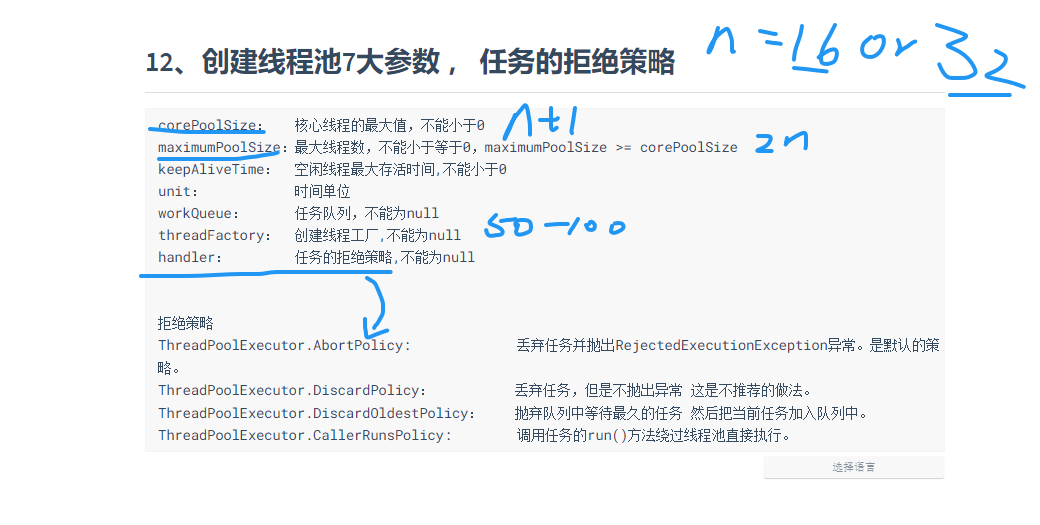 n = 16 or 32
12、创建线程池7大参数， 任务的拒绝策略
corePoolSize： 核心线程的最大值，不能小于0
n+1
maximumPoolSize：最大线程数，不能小于等于0，maximumPoolSize >= corePoolSize
2n
keepAliveTime： 空闲线程最大存活时间,不能小于0
unit： 时间单位
workQueue： 任务队列，不能为null
50-100
threadFactory： 创建线程工厂,不能为null
handler： 任务的拒绝策略,不能为null
拒绝策略
ThreadPoolExecutor.AbortPolicy： 丢弃任务并抛出RejectedExecutionException异常。是默认的策
略。
ThreadPoolExecutor.DiscardPolicy： 丢弃任务，但是不抛出异常 这是不推荐的做法。
ThreadPoolExecutor.DiscardOldestPolicy： 抛弃队列中等待最久的任务 然后把当前任务加入队列中。
ThreadPoolExecutor.CallerRunsPolicy： 调用任务的run()方法绕过线程池直接执行。
选择语言